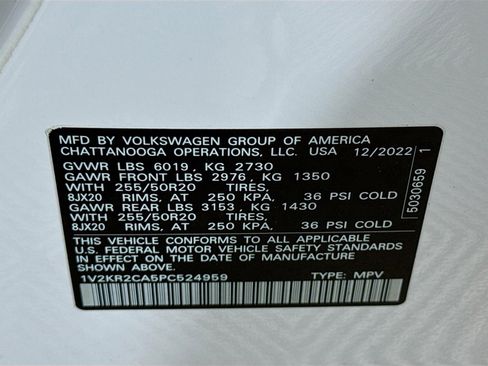 MFD BY VOLKSWAGEN GROUP OF AMERICA
CHATTANOOGA OPERATIONS, LLC. USA 12/2022
GVWR LBS 6019, KG 2730
GAWR FRONT LBS 2976, KG 1350
WITH 255/50R20 TIRES,
8JX20 RIMS, AT 250 KPA, 36 PSI COLD
GAWR REAR LBS 3153, KG 1430
WITH 255/50R20 TIRES,
8JX20 RIMS, AT 250 KPA, 36 PSI COLD
THIS VEHICLE CONFORMS TO ALL APPLICABLE
U.S. FEDERAL MOTOR VEHICLE SAFETY STANDARDS
IN EFFECT ON THE DATE OF MANUFACTURE
SHOWN ABOVE.
1V2KR2CA5PC524959 TYPE: MPV
5030659 1